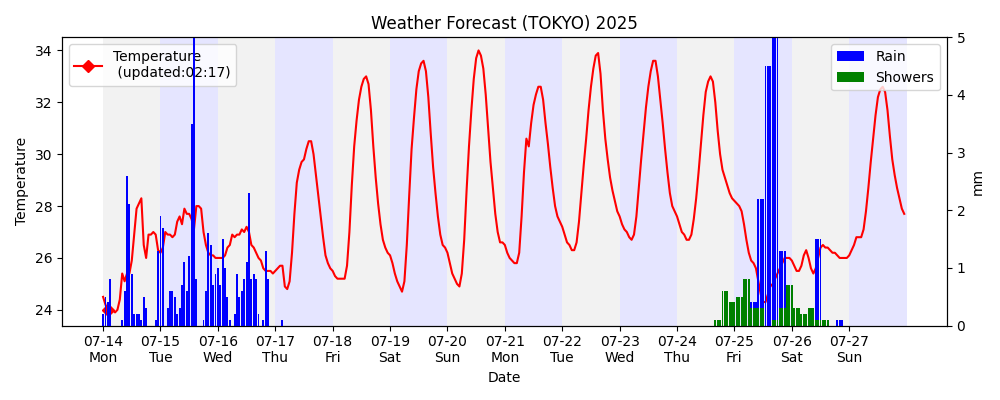 Weather Forecast (TOKYO) 2025
Temperature
(updated:02:17)
Rain
Showers
34
32
30
28
26
24
Temperature
5
4
3
2
1
0
mm
07-14 07-15 07-16 07-17 07-18 07-19 07-20 07-21 07-22 07-23 07-24 07-25 07-26 07-27
Mon Tue Wed Thu Fri Sat Sun Mon Tue Wed Thu Fri Sat Sun
Date